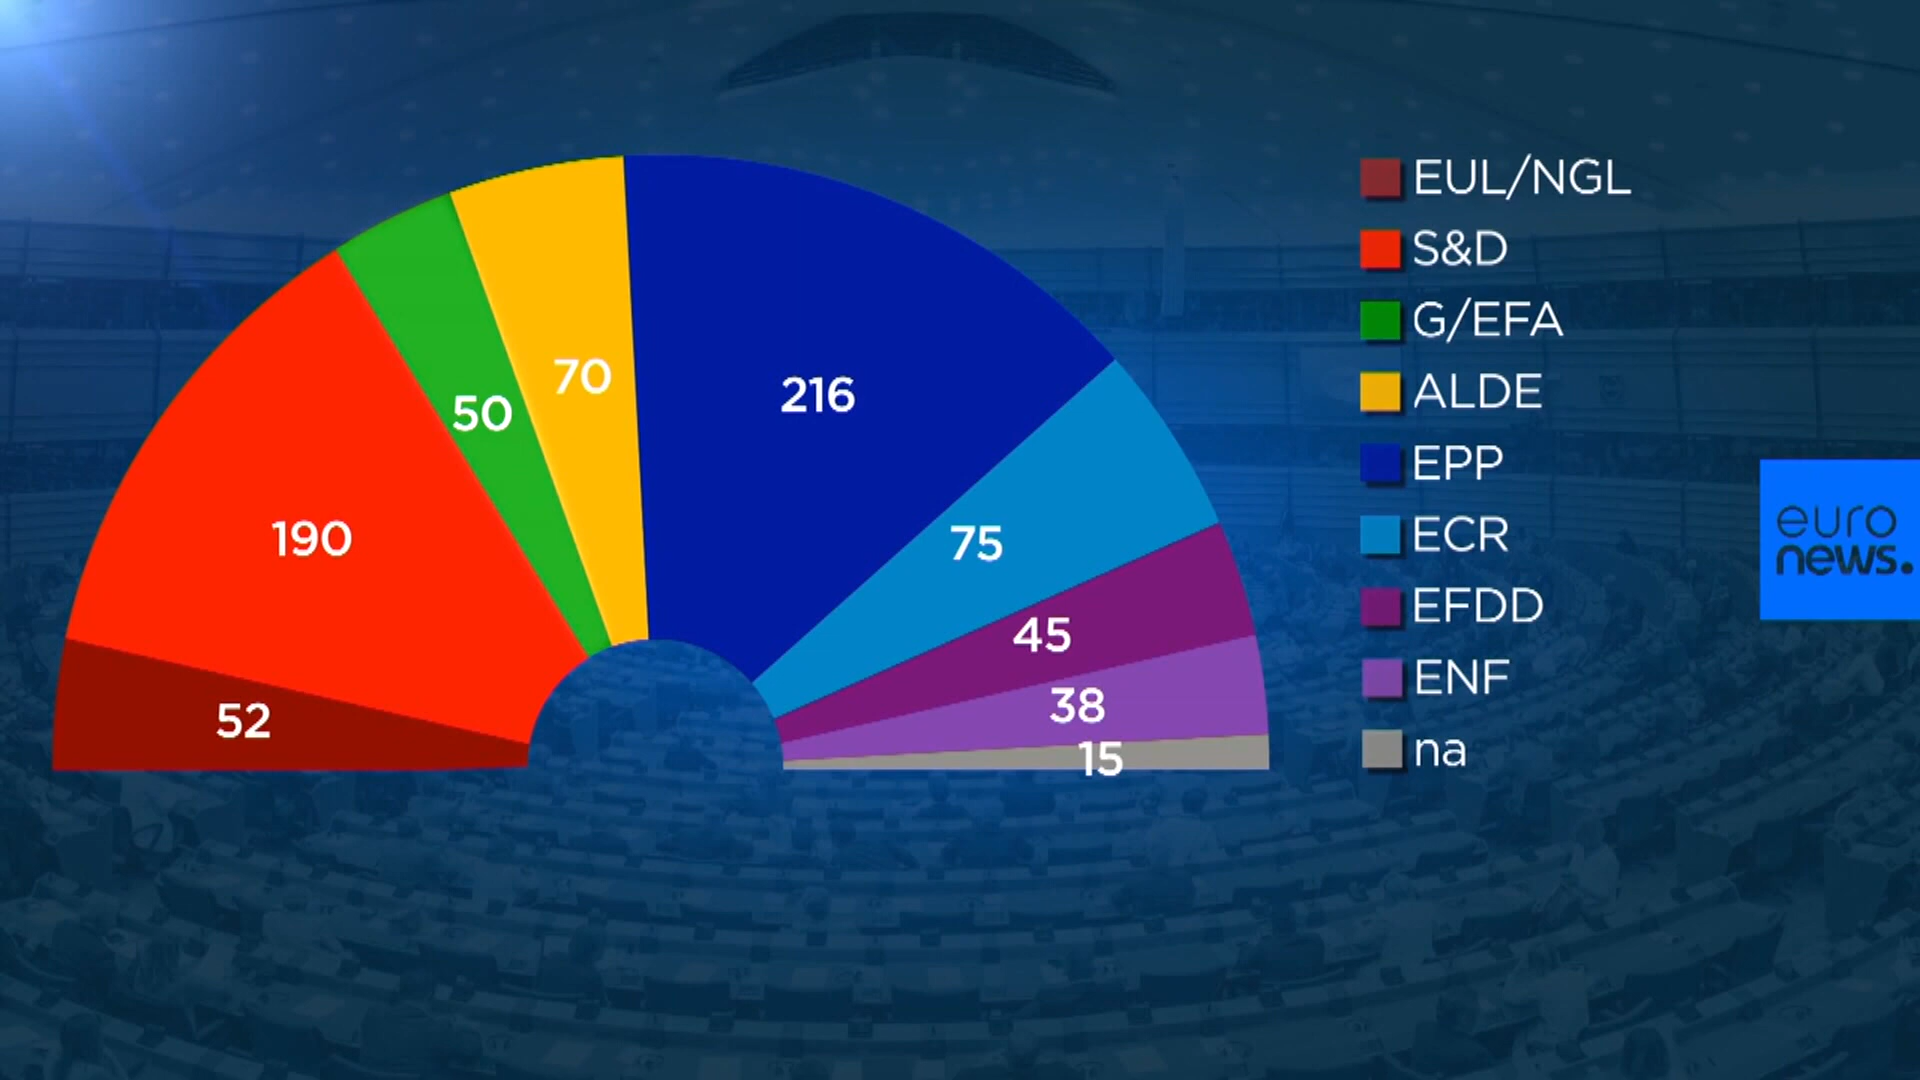 70
216
50
190
75
45
52
38
15
EUL/NGL
S&D
G/EFA
ALDE
EPP
ECR
EFDD
ENF
na
euro
news.